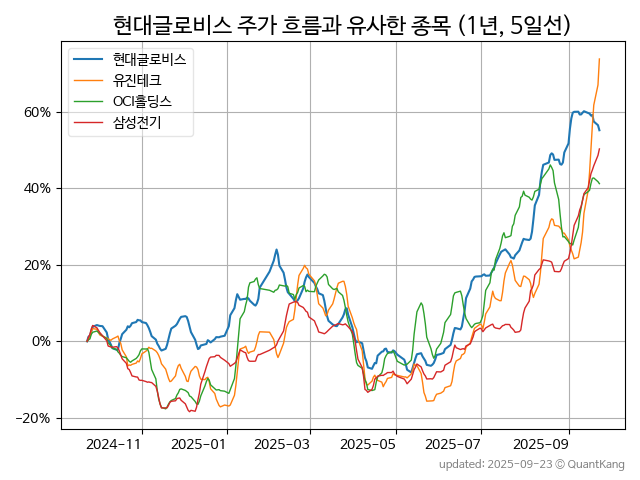 현대글로비스 주가 흐름과 유사한 종목 (1년, 5일선)
현대글로비스
유진테크
OCI홀딩스
삼성전기
60%
40%
20%
0%
−20%
2024-11 2025-01 2025-03 2025-05 2025-07 2025-09
updated: 2025-09-23 © QuantKang